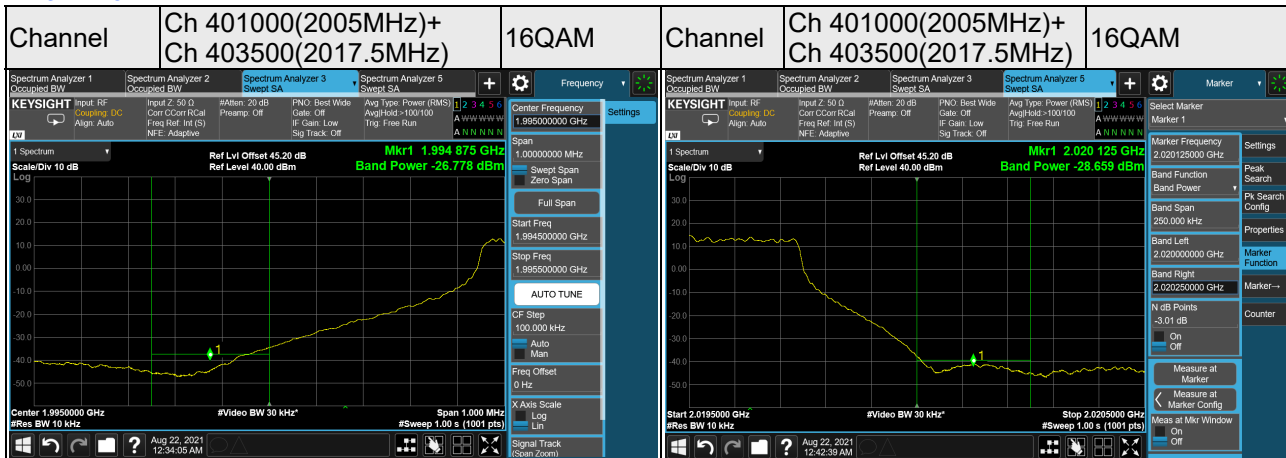 Channel
Ch 401000(2005MHz)+
Ch 403500(2017.5MHz)
16QAM
Spectrum Analyzer 1
Occupied BW
Spectrum Analyzer 2
Occupied BW
Spectrum Analyzer 3
Swept SA
Spectrum Analyzer 5
Swept SA
Frequency
KEYSIGHT
Input: RF
Coupling: DC
Align: Auto
Input Z: 50 Ω
Corr CCorr RCal
Freq Ref: Int (S)
NFE: Adaptive
#Atten: 20 dB
Preamp: Off
PNO: Best Wide
Gate: Off
IF Gain: Low
Sig Track: Off
Avg Type: Power (RMS)
Avg|Hold:>100/100
Trig: Free Run
1 2 3 4 5 6
A W W W W W
A N N N N N
LXI
1 Spectrum
Scale/Div 10 dB
Log
Ref Lvl Offset 45.20 dB
Ref Level 40.00 dBm
Mkr1 1.994 875 GHz
Band Power -26.778 dBm
30.0
20.0
10.0
0.00
-10.0
-20.0
-30.0
-40.0
-50.0
1
Center 1.9950 GHz
#Res BW 10 kHz
#Video BW 30 kHz*
Span 1.000 MHz
#Sweep 1.00 s (1001 pts)
Center Frequency
1.995000000 GHz
Settings
Span
1.00000000 MHz
Swept Span
Zero Span
Full Span
Start Freq
1.994500000 GHz
Stop Freq
1.995500000 GHz
AUTO TUNE
CF Step
100.000 kHz
Auto
Man
Freq Offset
0 Hz
X Axis Scale
Log
Lin
Signal Track
(Span Zoom)
Aug 22, 2021
12:34:05 AM
Channel
Ch 401000(2005MHz)+
Ch 403500(2017.5MHz)
16QAM
Spectrum Analyzer 1
Occupied BW
Spectrum Analyzer 2
Occupied BW
Spectrum Analyzer 3
Swept SA
Spectrum Analyzer 5
Swept SA
Marker
KEYSIGHT
Input: RF
Coupling: DC
Align: Auto
Input Z: 50 Ω
Corr CCorr RCal
Freq Ref: Int (S)
NFE: Adaptive
#Atten: 20 dB
Preamp: Off
PNO: Best Wide
Gate: Off
IF Gain: Low
Sig Track: Off
Avg Type: Power (RMS)
Avg|Hold:>100/100
Trig: Free Run
1 2 3 4 5 6
A W W W W W
A N N N N N
LXI
1 Spectrum
Scale/Div 10 dB
Log
Ref Lvl Offset 45.20 dB
Ref Level 40.00 dBm
Mkr1 2.020 125 GHz
Band Power -28.659 dBm
30.0
20.0
10.0
0.00
-10.0
-20.0
-30.0
-40.0
-50.0
1
Start 2.0195000 GHz
#Res BW 10 kHz
#Video BW 30 kHz*
Stop 2.0205000 GHz
#Sweep 1.00 s (1001 pts)
Select Marker
Marker 1
Marker Frequency
2.020125000 GHz
Settings
Band Function
Band Power
Peak
Search
Band Span
250.000 kHz
Pk Search
Config
Band Left
2.020000000 GHz
Properties
Band Right
2.020250000 GHz
Marker
Function
N dB Points
-3.01 dB
Marker→
On
Off
Counter
Measure at
Marker
Measure at
Marker Config
Meas at Mkr Window
On
Off
Aug 22, 2021
12:42:39 AM